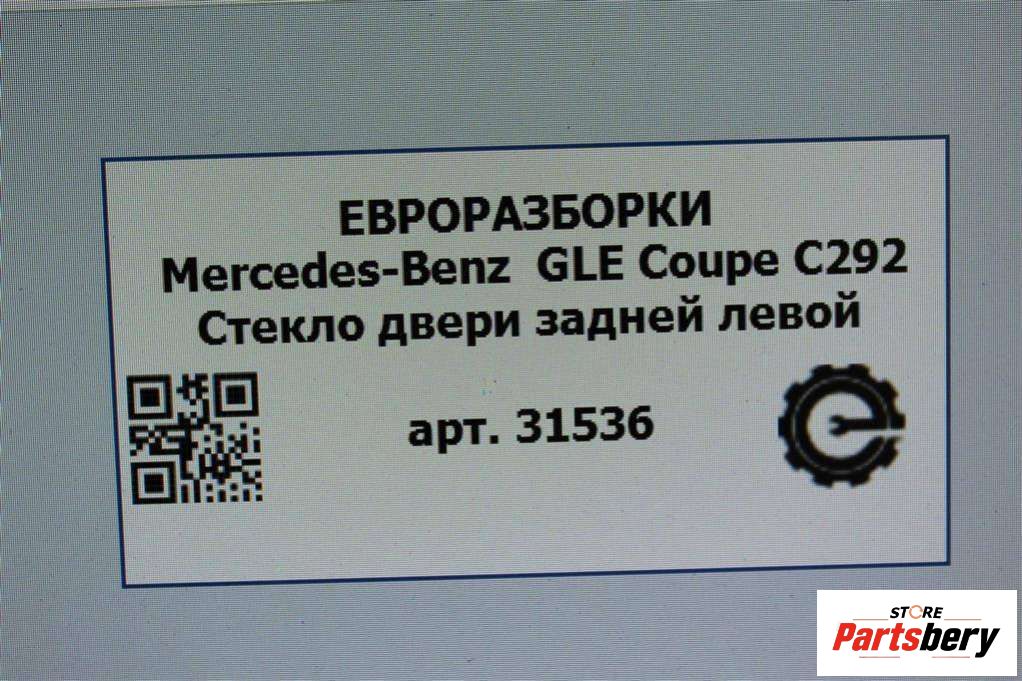 ЕВРОРАЗБОРКИ
Mercedes-Benz GLE Coupe C292
Стекло двери задней левой
арт. 31536
STORE
Partsbery